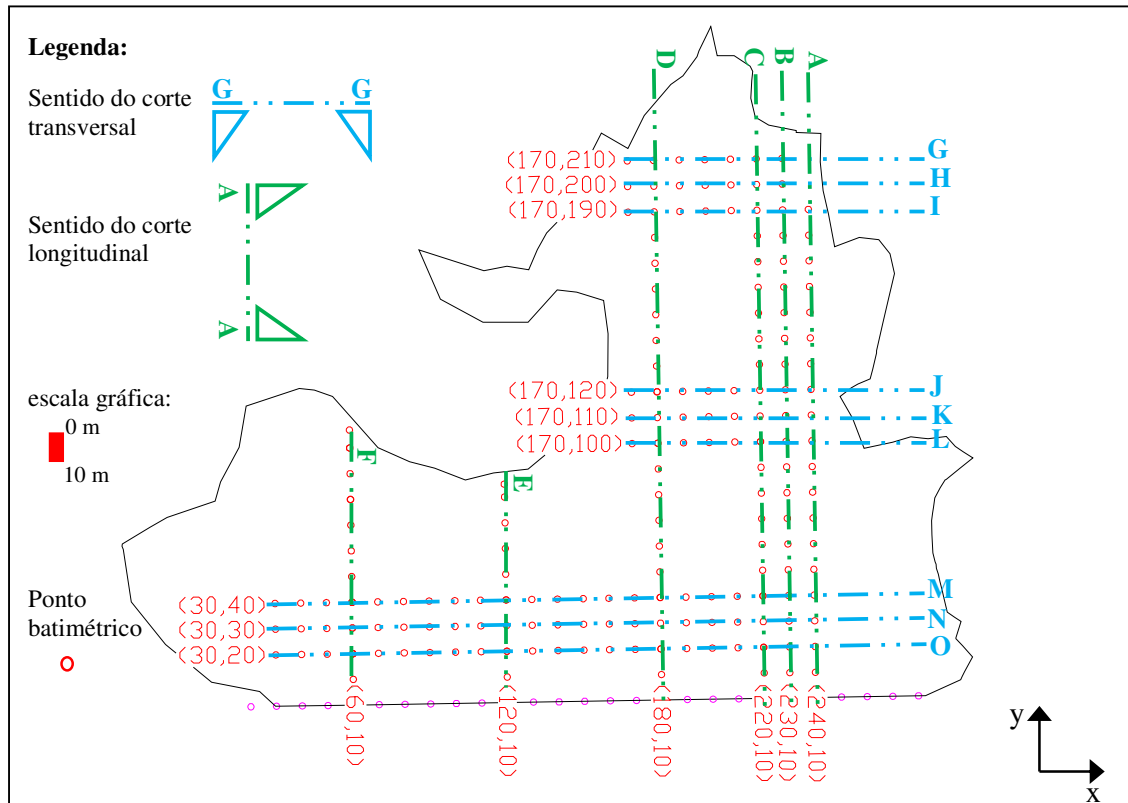 Legenda:
Sentido do corte
transversal
G G
Sentido do corte
longitudinal
A
A
escala gráfica:
0 m
10 m
Ponto
batimétrico
D C B A
(170,210) G
(170,200) H
(170,190) I
(170,120) J
(170,110) K
(170,100) L
F
E
(30,40) M
(30,30) N
(30,20) O
(60,10) (120,10) (180,10) (220,10) (230,10) (240,10)
y
x